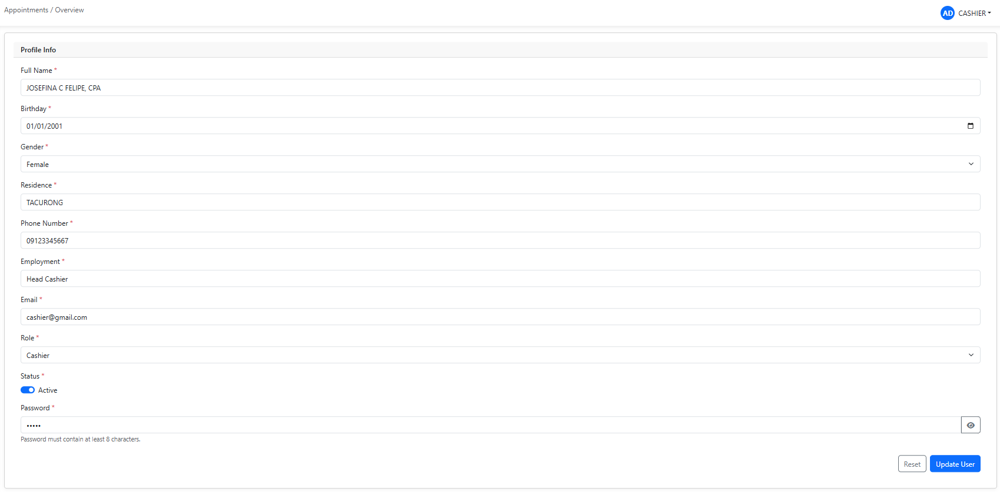 Appointments / Overview
AD CASHIER
Profile Info
Full Name *
JOSEFINA C FELIPE, CPA
Birthday *
01/01/2001
Gender *
Female
Residence *
TACURONG
Phone Number *
09123345667
Employment *
Head Cashier
Email *
cashier@gmail.com
Role *
Cashier
Status *
Active
Password *
•••••
Password must contain at least 8 characters.
Reset Update User